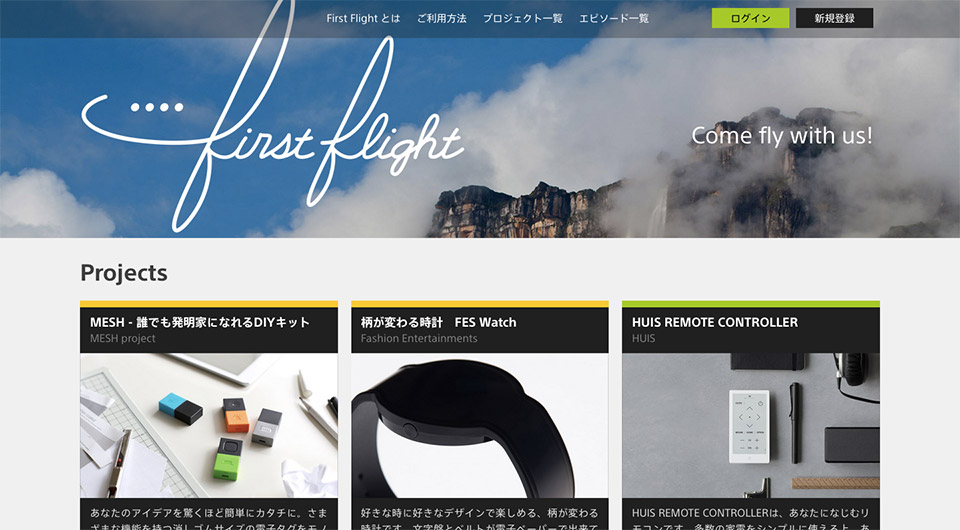 First Flight とは ご利用方法 プロジェクト一覧 エピソード一覧 ログイン 新規登録
first flight
Come fly with us!
Projects
MESH - 誰でも発明家になれるDIYキット
MESH project
あなたのアイデアを驚くほど簡単にカタチに。さま
ざまな機能を持つ消しゴムサイズの電子タグをモノ
柄が変わる時計　FES Watch
Fashion Entertainments
好きな時に好きなデザインで楽しめる、柄が変わる
時計です。文字盤とベルトが電子ペーパーで出来て
HUIS REMOTE CONTROLLER
HUIS
HUIS REMOTE CONTROLLERは、あなたになじむリ
モコンです。多数の家電をシンプルに使えるよ、あ